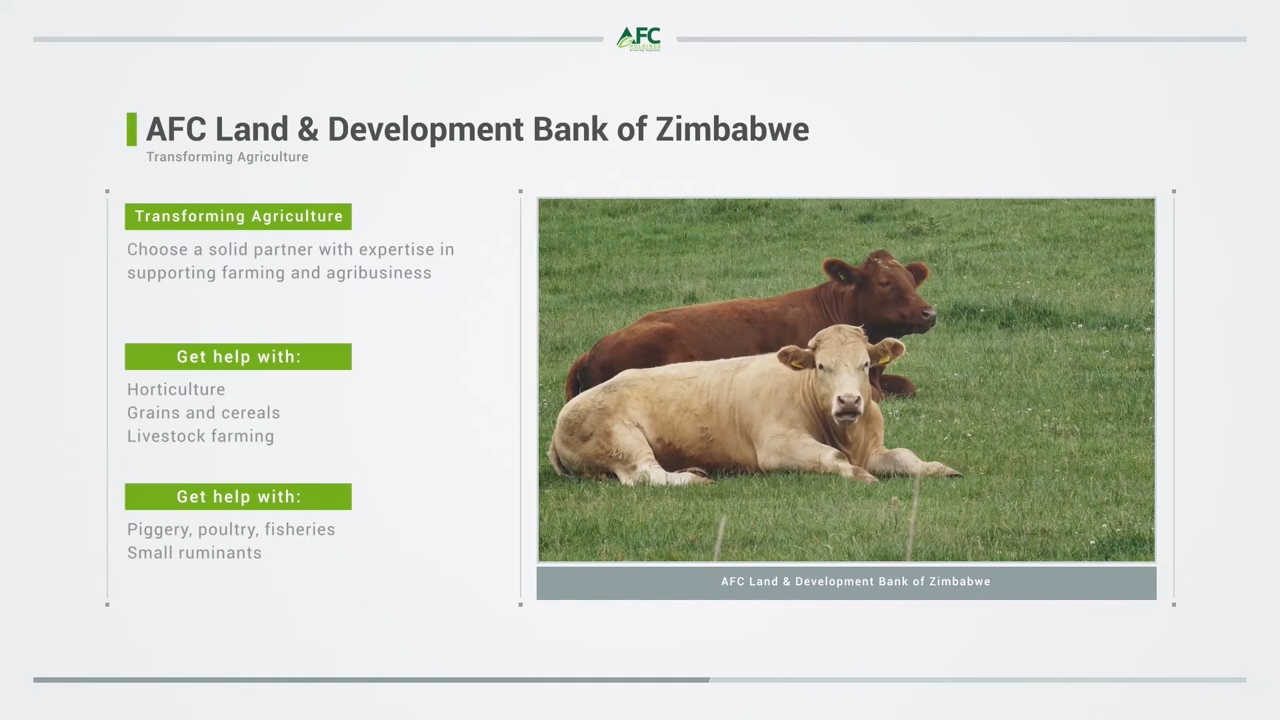 AFC
HOLDINGS
AFC Land & Development Bank of Zimbabwe
Transforming Agriculture
Transforming Agriculture
Choose a solid partner with expertise in
supporting farming and agribusiness
Get help with:
Horticulture
Grains and cereals
Livestock farming
Get help with:
Piggery, poultry, fisheries
Small ruminants
AFC Land & Development Bank of Zimbabwe